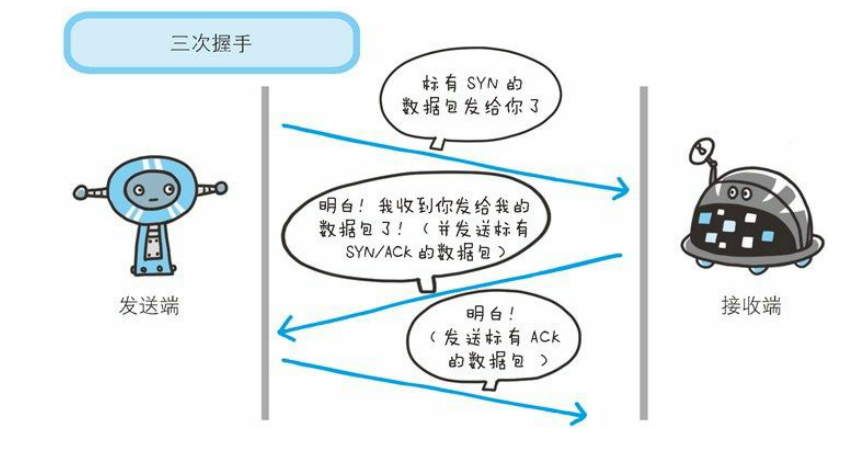 三次握手
标有 SYN 的
数据包发给你了
明白！我收到你发给我的
数据包了！（并发送标有
SYN/ACK 的数据包）
发送端
接收端
明白！
（发送标有 ACK
的数据包 ）